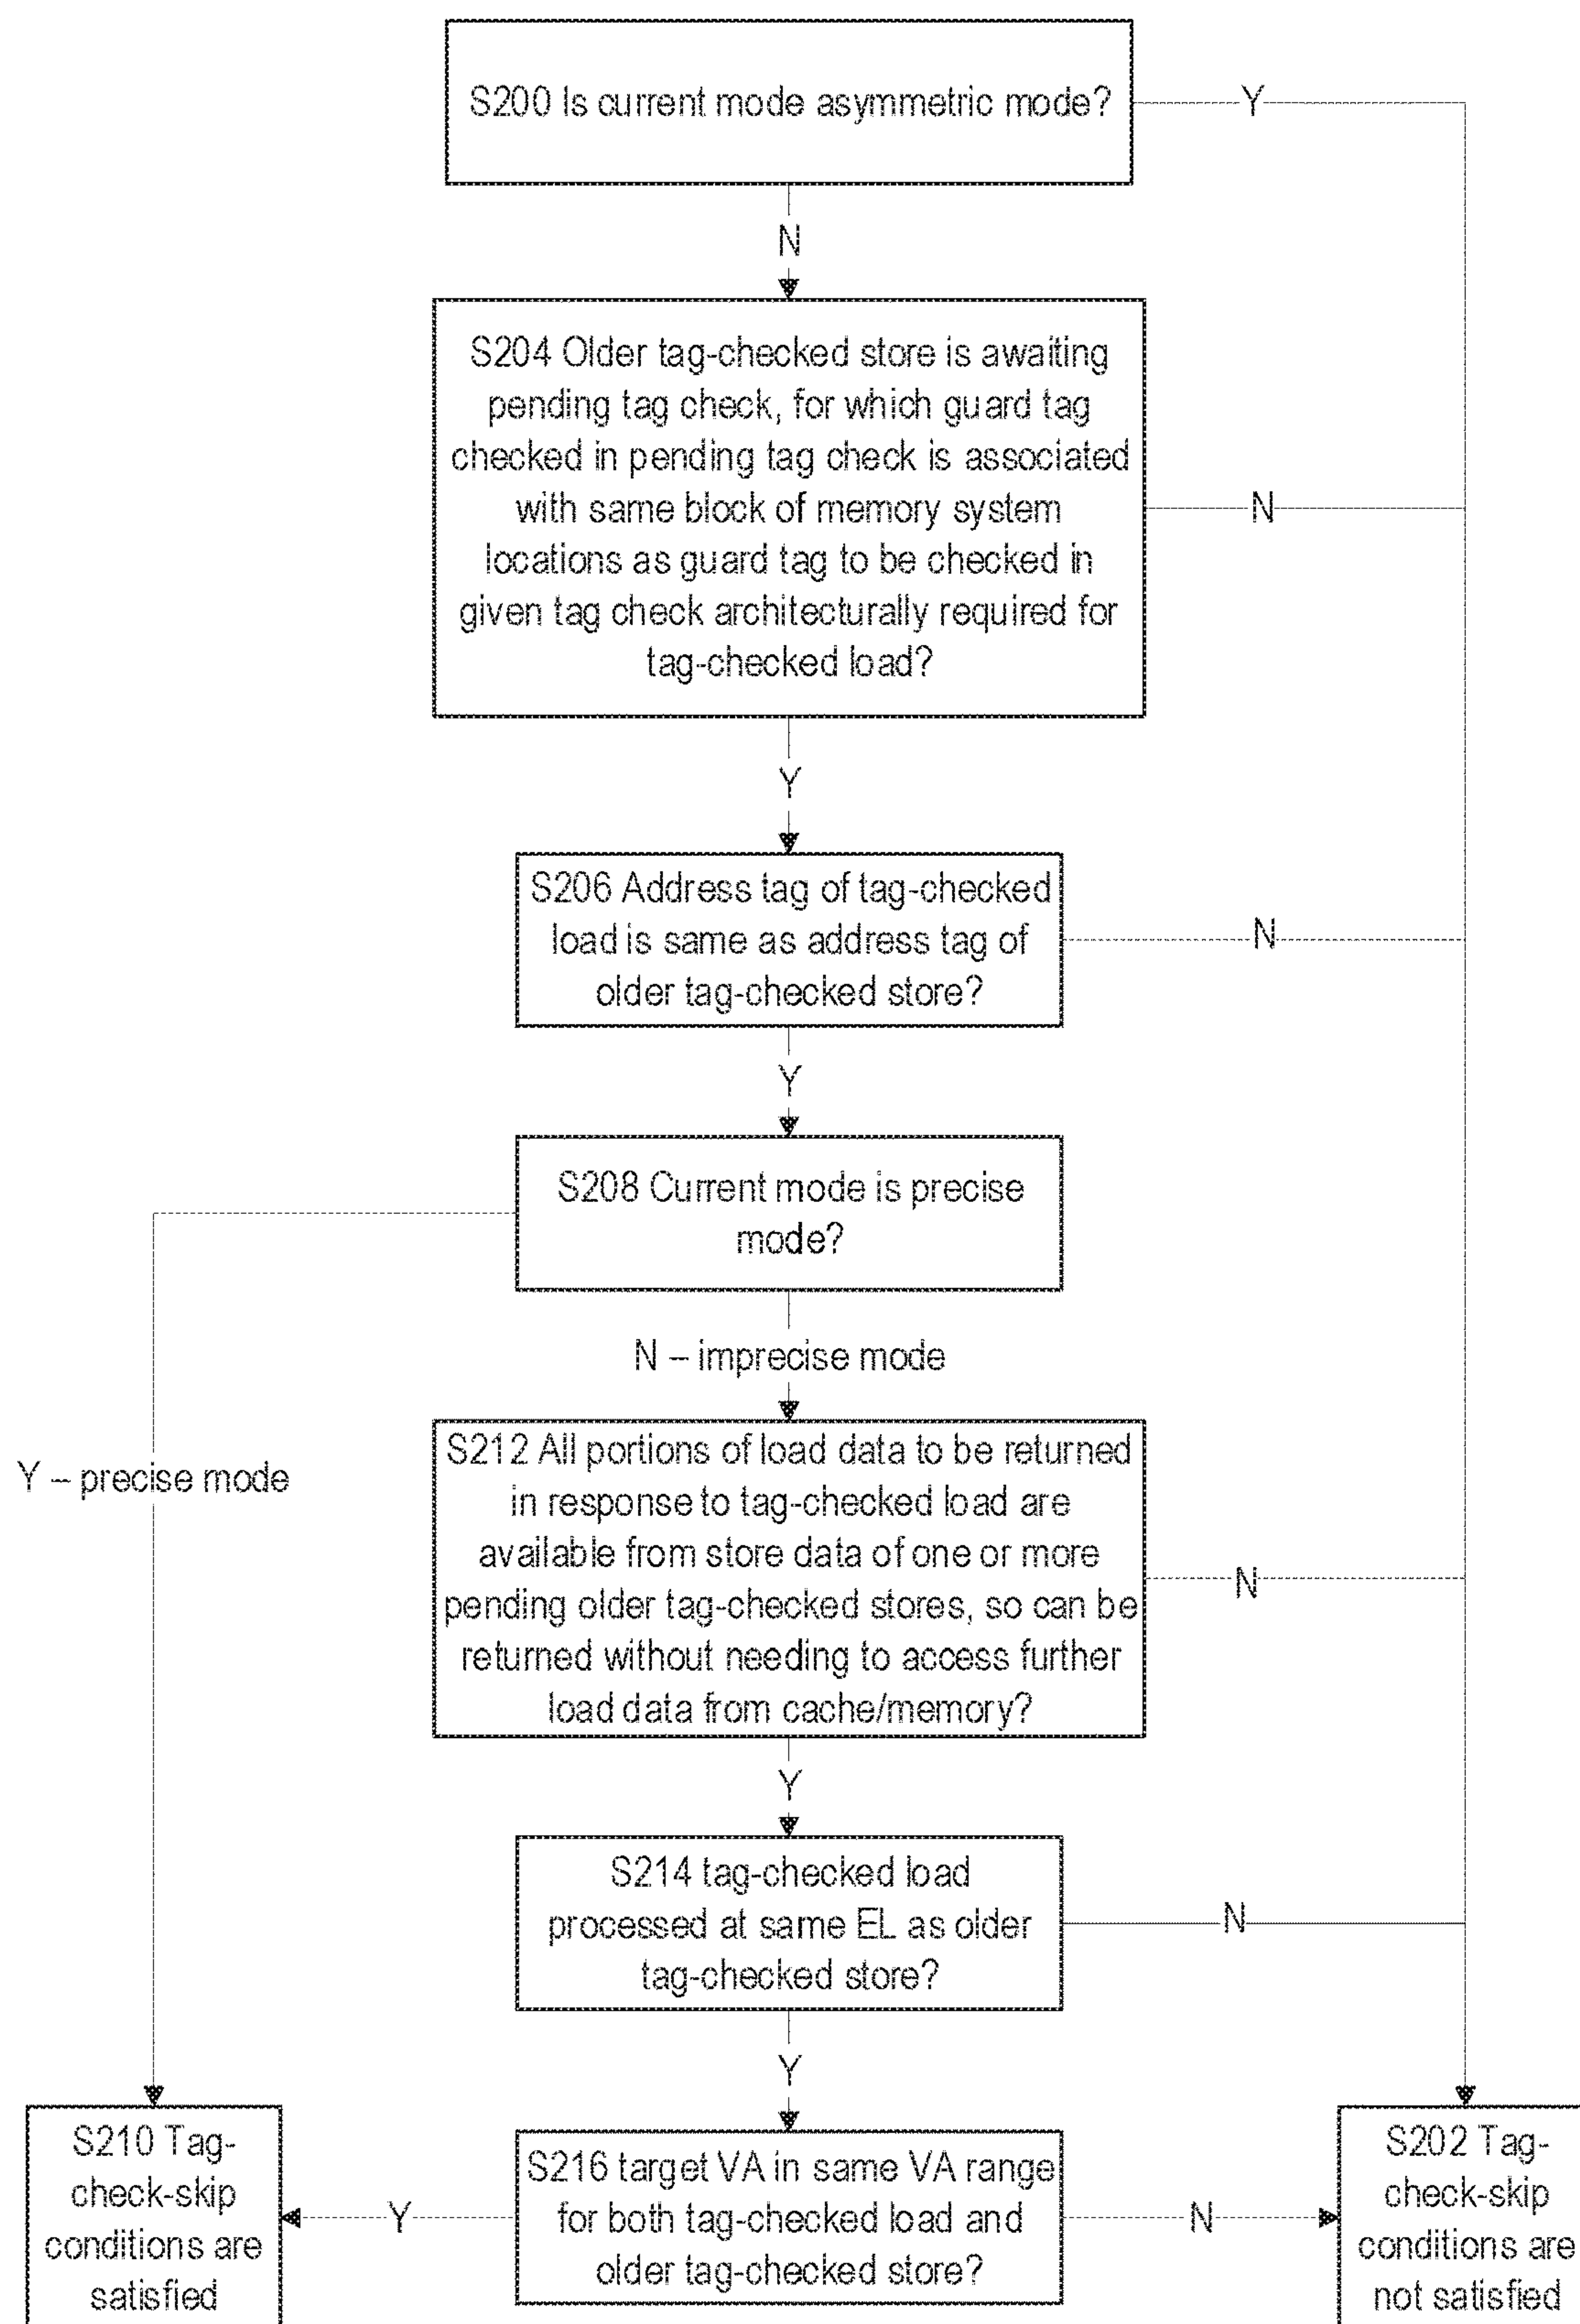 S200 Is current mode asymmetric mode?
Y
N
S204 Older tag-checked store is awaiting
pending tag check, for which guard tag
checked in pending tag check is associated
with same block of memory system
locations as guard tag to be checked in
given tag check architecturally required for
tag-checked load?
N
Y
S206 Address tag of tag-checked
load is same as address tag of
older tag-checked store?
N
Y
S208 Current mode is precise
mode?
N – imprecise mode
Y – precise mode
S212 All portions of load data to be returned
in response to tag-checked load are
available from store data of one or more
pending older tag-checked stores, so can be
returned without needing to access further
load data from cache/memory?
N
Y
S214 tag-checked load
processed at same EL as older
tag-checked store?
N
Y
S210 Tag-
check-skip
conditions are
satisfied
Y
S216 target VA in same VA range
for both tag-checked load and
older tag-checked store?
N
S202 Tag-
check-skip
conditions are
not satisfied